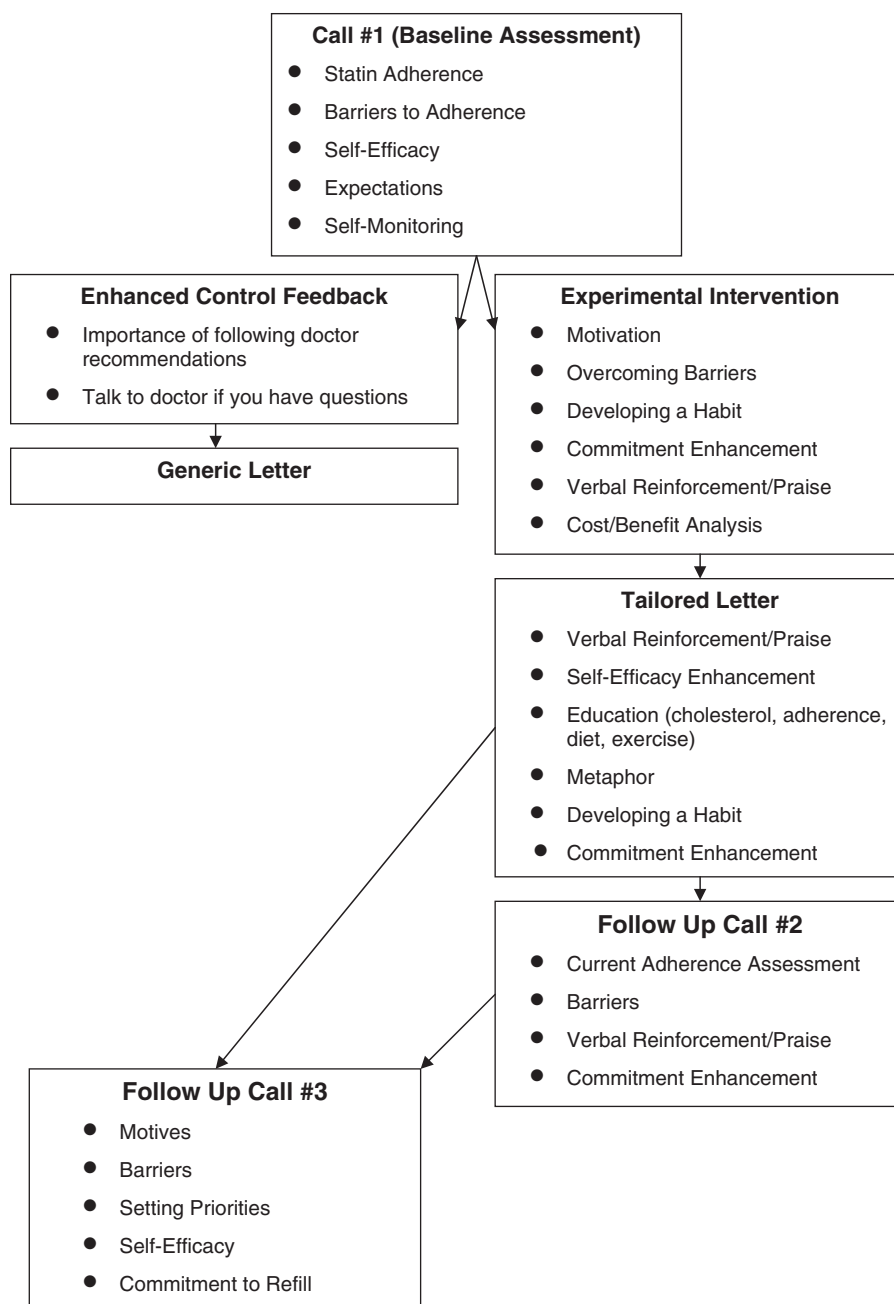 Call #1 (Baseline Assessment)
● Statin Adherence
● Barriers to Adherence
● Self-Efficacy
● Expectations
● Self-Monitoring
Enhanced Control Feedback
● Importance of following doctor
recommendations
● Talk to doctor if you have questions
Generic Letter
Experimental Intervention
● Motivation
● Overcoming Barriers
● Developing a Habit
● Commitment Enhancement
● Verbal Reinforcement/Praise
● Cost/Benefit Analysis
Tailored Letter
● Verbal Reinforcement/Praise
● Self-Efficacy Enhancement
● Education (cholesterol, adherence,
diet, exercise)
● Metaphor
● Developing a Habit
● Commitment Enhancement
Follow Up Call #2
● Current Adherence Assessment
● Barriers
● Verbal Reinforcement/Praise
● Commitment Enhancement
Follow Up Call #3
● Motives
● Barriers
● Setting Priorities
● Self-Efficacy
● Commitment to Refill